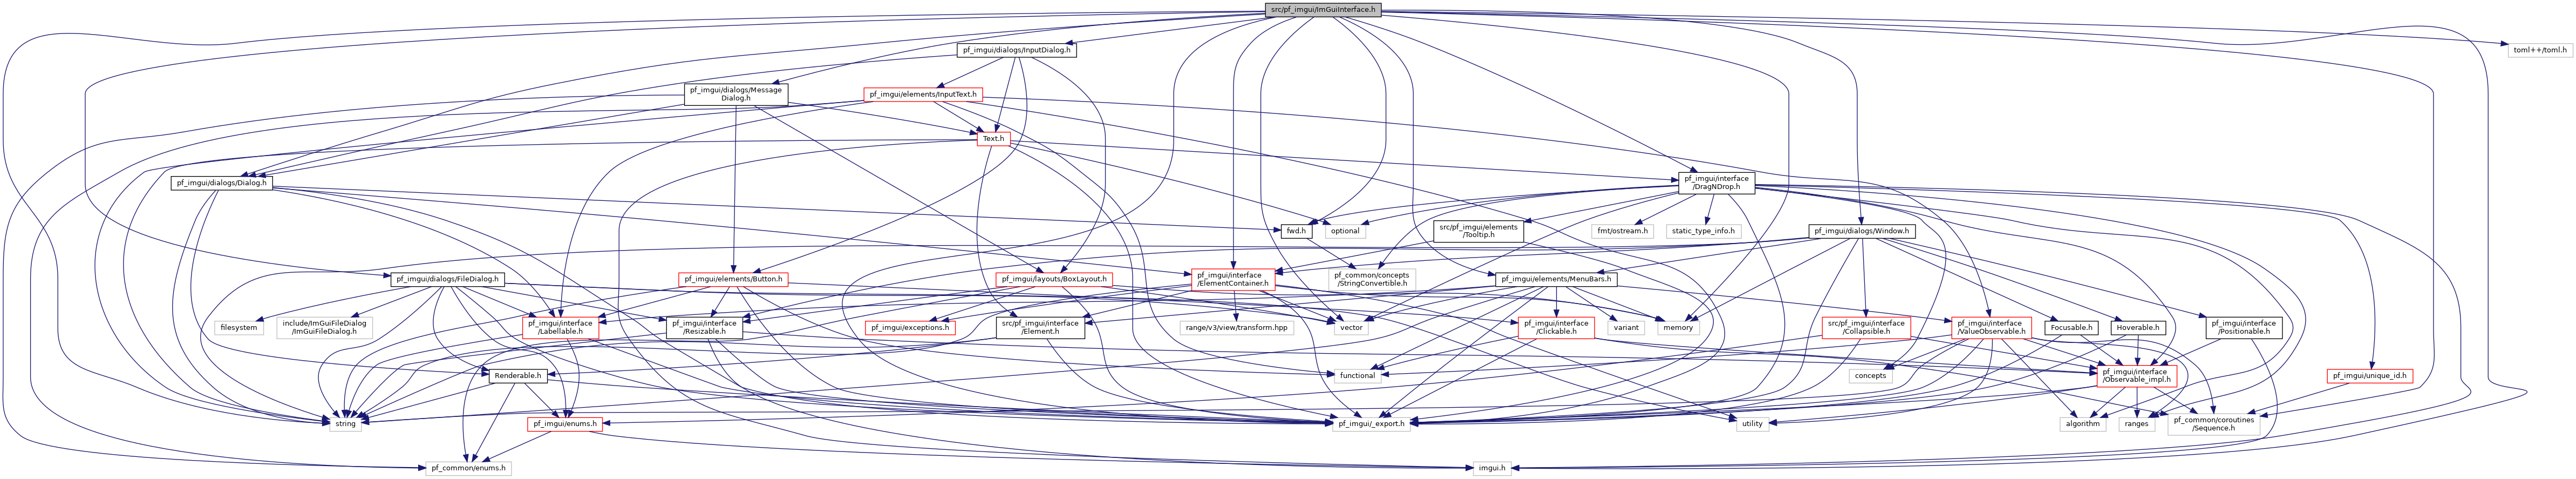 src/pf_imgui/ImGuiInterface.h
pf_imgui/dialogs/InputDialog.h
toml++/toml.h
pf_imgui/dialogs/Message
Dialog.h
pf_imgui/elements/InputText.h
Text.h
pf_imgui/dialogs/Dialog.h
pf_imgui/interface
/DragNDrop.h
fwd.h
optional
src/pf_imgui/elements
/Tooltip.h
fmt/ostream.h
static_type_info.h
pf_imgui/dialogs/Window.h
pf_imgui/dialogs/FileDialog.h
pf_imgui/elements/Button.h
pf_imgui/layouts/BoxLayout.h
pf_imgui/interface
/ElementContainer.h
pf_common/concepts
/StringConvertible.h
pf_imgui/elements/MenuBars.h
filesystem
include/ImGuiFileDialog
/ImGuiFileDialog.h
pf_imgui/interface
/Labellable.h
pf_imgui/interface
/Resizable.h
pf_imgui/exceptions.h
src/pf_imgui/interface
/Element.h
range/v3/view/transform.hpp
vector
pf_imgui/interface
/Clickable.h
variant
memory
src/pf_imgui/interface
/Collapsible.h
pf_imgui/interface
/ValueObservable.h
Focusable.h
Hoverable.h
pf_imgui/interface
/Positionable.h
Renderable.h
functional
concepts
pf_imgui/interface
/Observable_impl.h
pf_imgui/unique_id.h
string
pf_imgui/enums.h
pf_imgui/_export.h
utility
algorithm
ranges
pf_common/coroutines
/Sequence.h
pf_common/enums.h
imgui.h